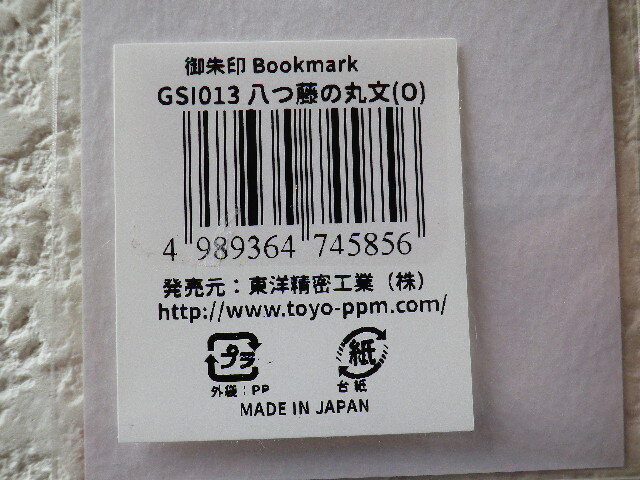 御朱印 Bookmark
GSI013 八つ藤の丸文(O)
4 989364 745856
発売元：東洋精密工業（株）
http://www.toyo-ppm.com/
プラ 紙
外袋：PP 台紙
MADE IN JAPAN